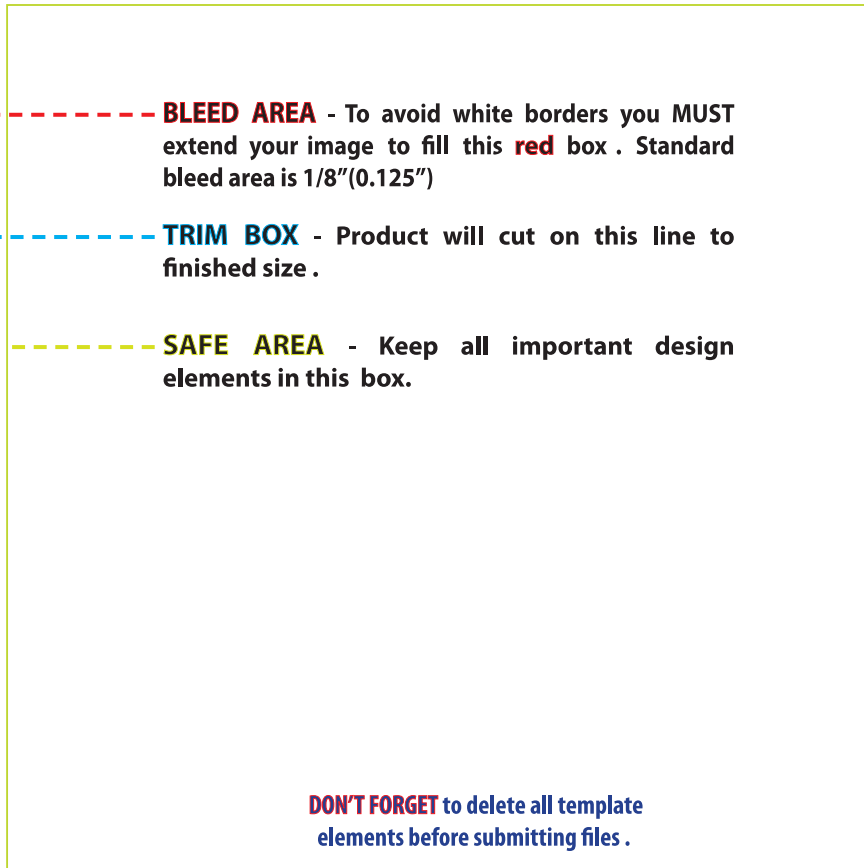 BLEED AREA - To avoid white borders you MUST
extend your image to fill this red box . Standard
bleed area is 1/8”(0.125”)
TRIM BOX - Product will cut on this line to
finished size .
SAFE AREA - Keep all important design
elements in this box.
DON’T FORGET to delete all template
elements before submitting files .